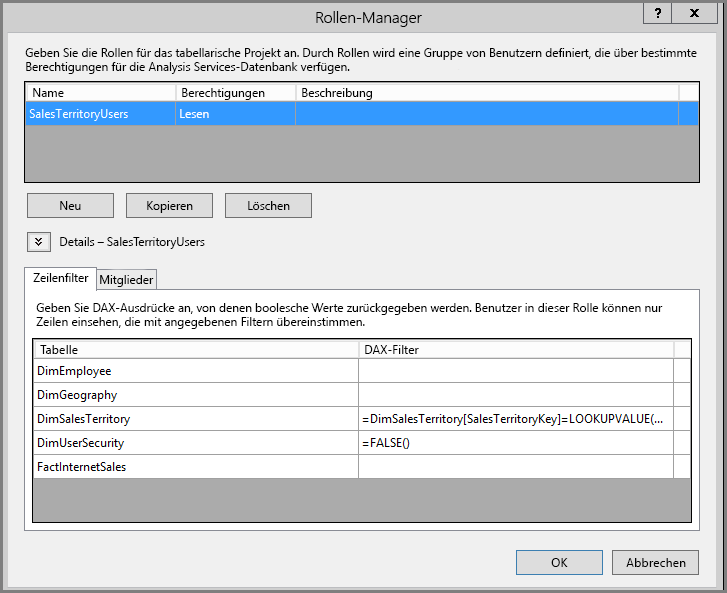 Rollen-Manager
? x
Geben Sie die Rollen für das tabellarische Projekt an. Durch Rollen wird eine Gruppe von Benutzern definiert, die über bestimmte
Berechtigungen für die Analysis Services-Datenbank verfügen.
Name Berechtigungen Beschreibung
SalesTerritoryUsers Lesen
Neu Kopieren Löschen
Details – SalesTerritoryUsers
Zeilenfilter Mitglieder
Geben Sie DAX-Ausdrücke an, von denen boolesche Werte zurückgegeben werden. Benutzer in dieser Rolle können nur
Zeilen einsehen, die mit angegebenen Filtern übereinstimmen.
Tabelle DAX-Filter
DimEmployee
DimGeography
DimSalesTerritory =DimSalesTerritory[SalesTerritoryKey]=LOOKUPVALUE(...
DimUserSecurity =FALSE()
FactInternetSales
OK Abbrechen